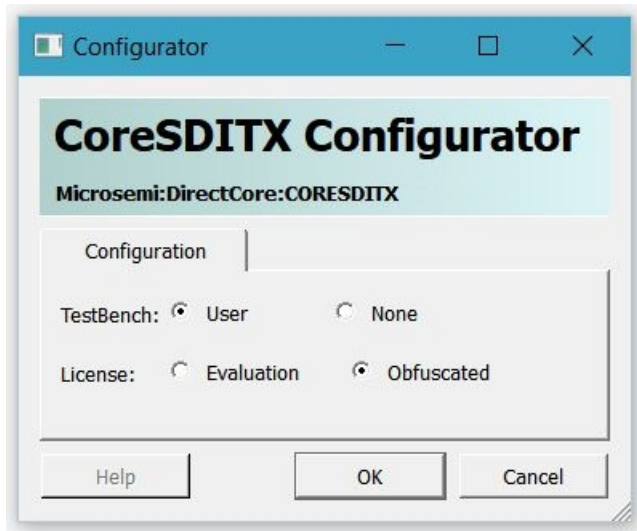 Configurator
CoreSDITX Configurator
Microsemi:DirectCore:CORESDITX
Configuration
TestBench: User None
License: Evaluation Obfuscated
Help OK Cancel